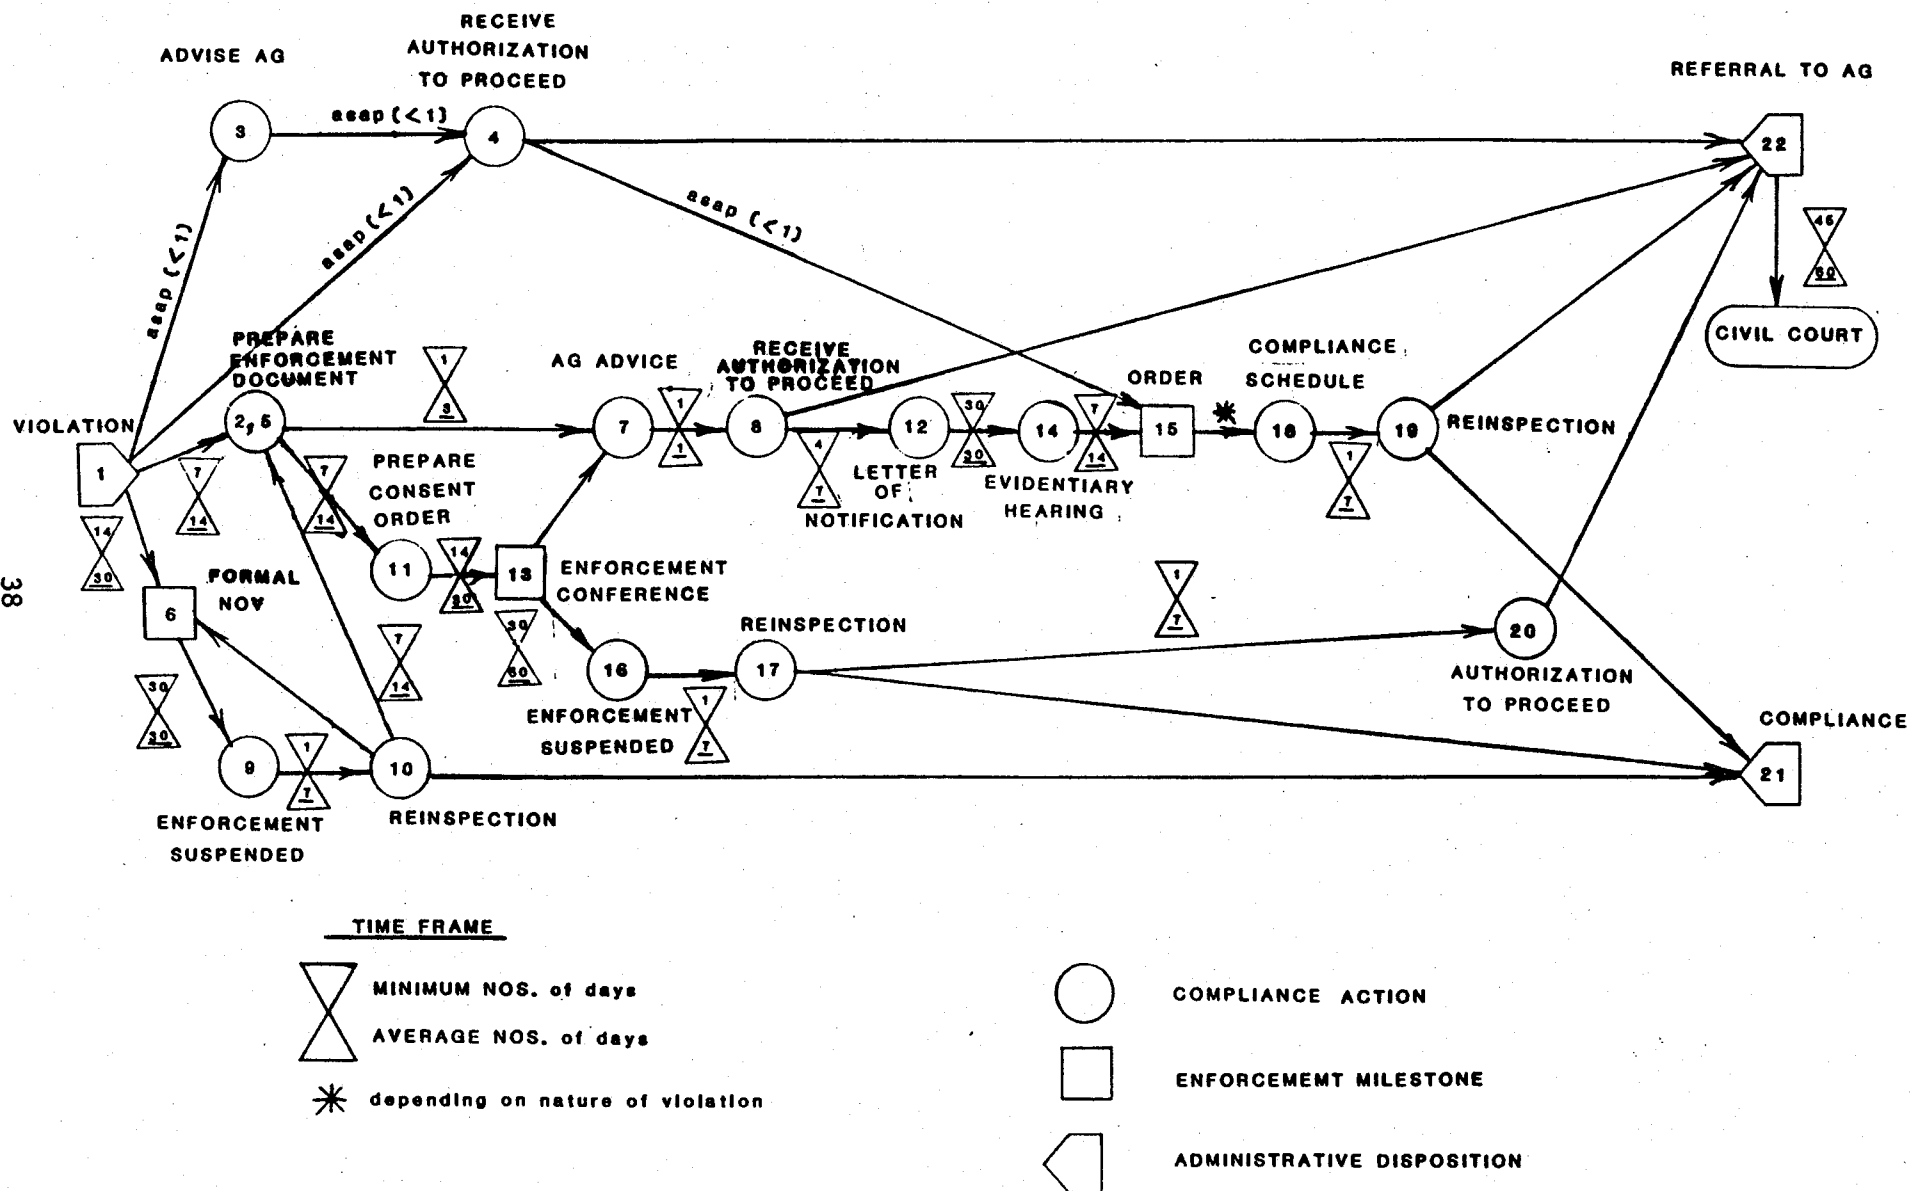 RECEIVE
AUTHORIZATION
TO PROCEED
ADVISE AG
REFERRAL TO AG
3
asap (<1)
4
22
asap (<1)
asap (<1)
asap (<1)
45
60
CIVIL COURT
PREPARE
ENFORCEMENT
DOCUMENT
1
3
AG ADVICE
RECEIVE
AUTHORIZATION
TO PROCEED
COMPLIANCE
SCHEDULE
ORDER
VIOLATION
1
2,5
7
14
7
1
1
8
4
7
12
30
30
14
7
14
15
*
18
1
7
19
REINSPECTION
LETTER
OF
NOTIFICATION
EVIDENTIARY
HEARING
7
14
PREPARE
CONSENT
ORDER
14
30
11
14
30
13
ENFORCEMENT
CONFERENCE
FORMAL
NOV
6
30
60
7
14
REINSPECTION
1
7
20
AUTHORIZATION
TO PROCEED
16
17
ENFORCEMENT
SUSPENDED
1
7
30
30
9
1
7
10
ENFORCEMENT
SUSPENDED
REINSPECTION
COMPLIANCE
21
38
TIME FRAME
MINIMUM NOS. of days
AVERAGE NOS. of days
* depending on nature of violation
COMPLIANCE ACTION
ENFORCEMEMT MILESTONE
ADMINISTRATIVE DISPOSITION